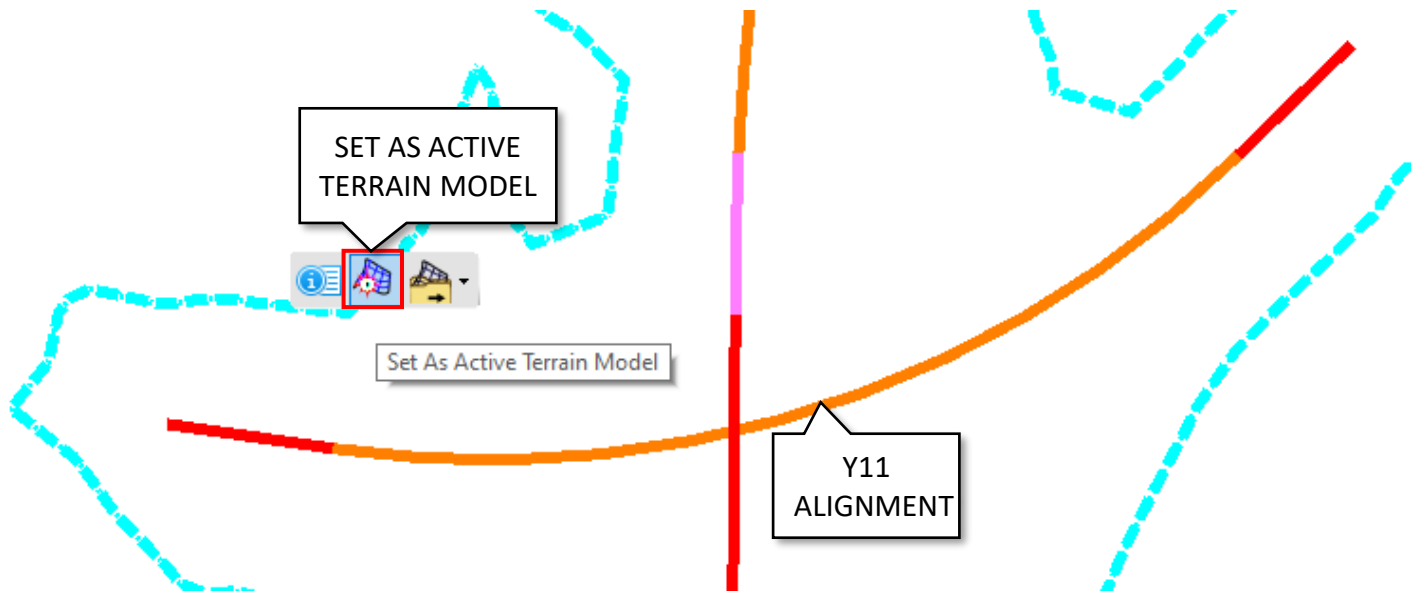 SET AS ACTIVE
TERRAIN MODEL
Set As Active Terrain Model
Y11
ALIGNMENT